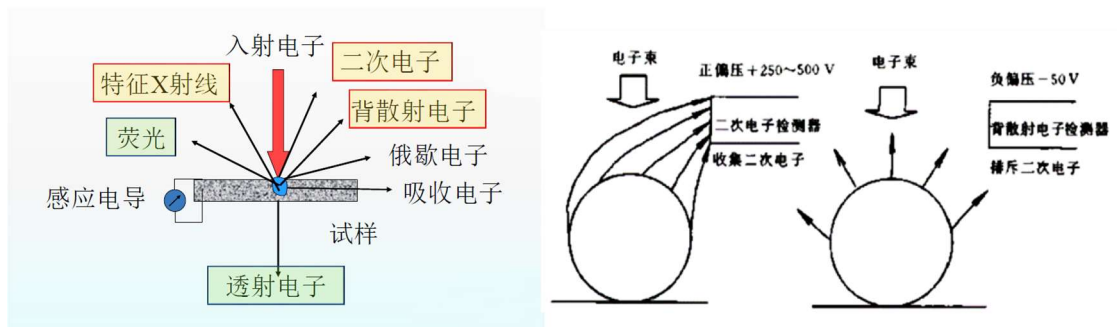 入射电子
二次电子
特征X射线
背散射电子
荧光
俄歇电子
感应电导
吸收电子
试样
透射电子
电子束
正偏压+250~500 V
二次电子检测器
收集二次电子
电子束
负偏压-50V
背散射电子检测器
排斥二次电子